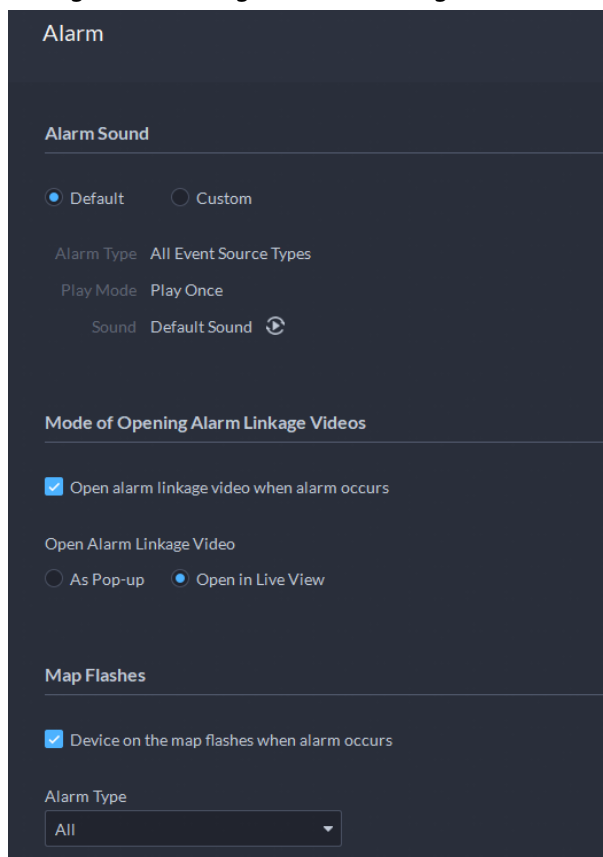 Alarm
Alarm Sound
Default Custom
Alarm Type All Event Source Types
Play Mode Play Once
Sound Default Sound
Mode of Opening Alarm Linkage Videos
Open alarm linkage video when alarm occurs
Open Alarm Linkage Video
As Pop-up Open in Live View
Map Flashes
Device on the map flashes when alarm occurs
Alarm Type
All